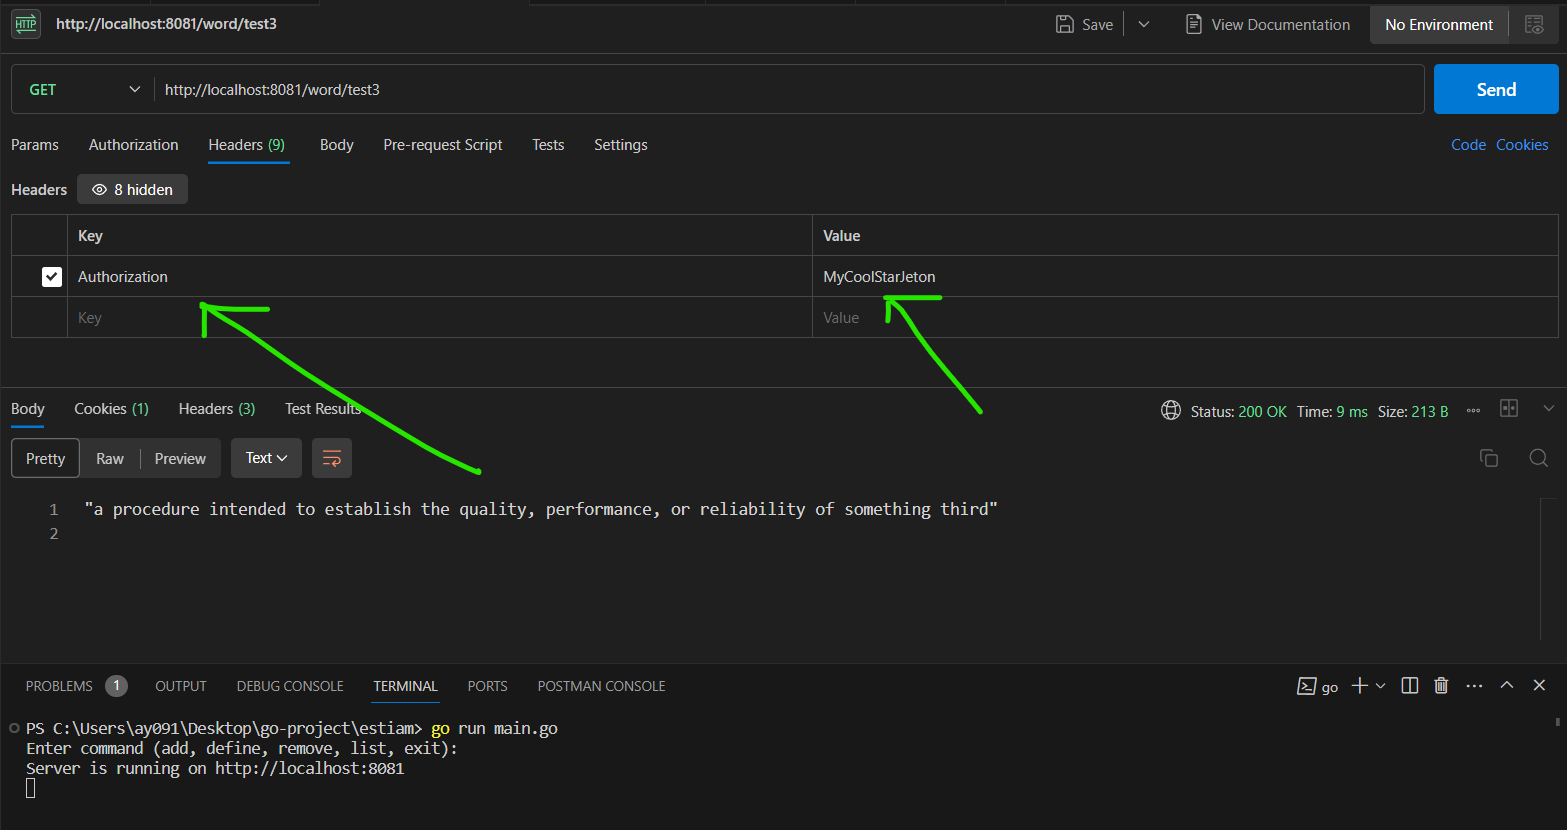 HTTP http://localhost:8081/word/test3 Save View Documentation No Environment
GET http://localhost:8081/word/test3 Send
Params Authorization Headers (9) Body Pre-request Script Tests Settings Code Cookies
Headers 8 hidden
Key Value
Authorization MyCoolStarJeton
Key Value
Body Cookies (1) Headers (3) Test Results Status: 200 OK Time: 9 ms Size: 213 B
Pretty Raw Preview Text
1 "a procedure intended to establish the quality, performance, or reliability of something third"
2
PROBLEMS 1 OUTPUT DEBUG CONSOLE TERMINAL PORTS POSTMAN CONSOLE go
PS C:\Users\ay091\Desktop\go-project\estiam> go run main.go
Enter command (add, define, remove, list, exit):
Server is running on http://localhost:8081